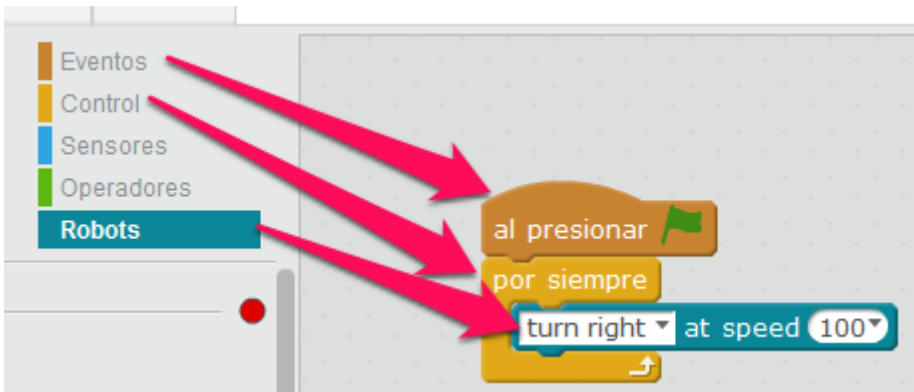 Eventos
Control
Sensores
Operadores
Robots
al presionar
por siempre
turn right at speed 100